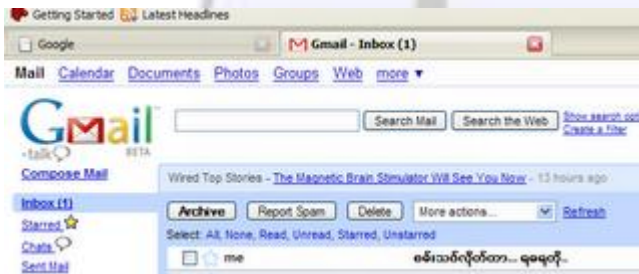 Getting Started Latest Headlines
Google Gmail - Inbox (1)
Mail Calendar Documents Photos Groups Web more ▼
Gmail
-talk BETA
Search Mail Search the Web Show search opt
Create a filter
Compose Mail
Wired Top Stories - The Magnetic Brain Stimulator Will See You Now - 13 hours ago
Inbox (1)
Archive Report Spam Delete More actions... Refresh
Starred
Select: All, None, Read, Unread, Starred, Unstarred
Chats
me
Sent Mail